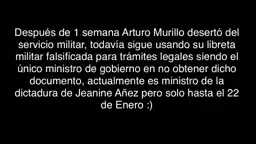 Después de 1 semana Arturo Murillo desertó del
servicio militar, todavía sigue usando su libreta
militar falsificada para trámites legales siendo el
único ministro de gobierno en no obtener dicho
documento, actualmente es ministro de la
dictadura de Jeanine Añez pero solo hasta el 22
de Enero :)